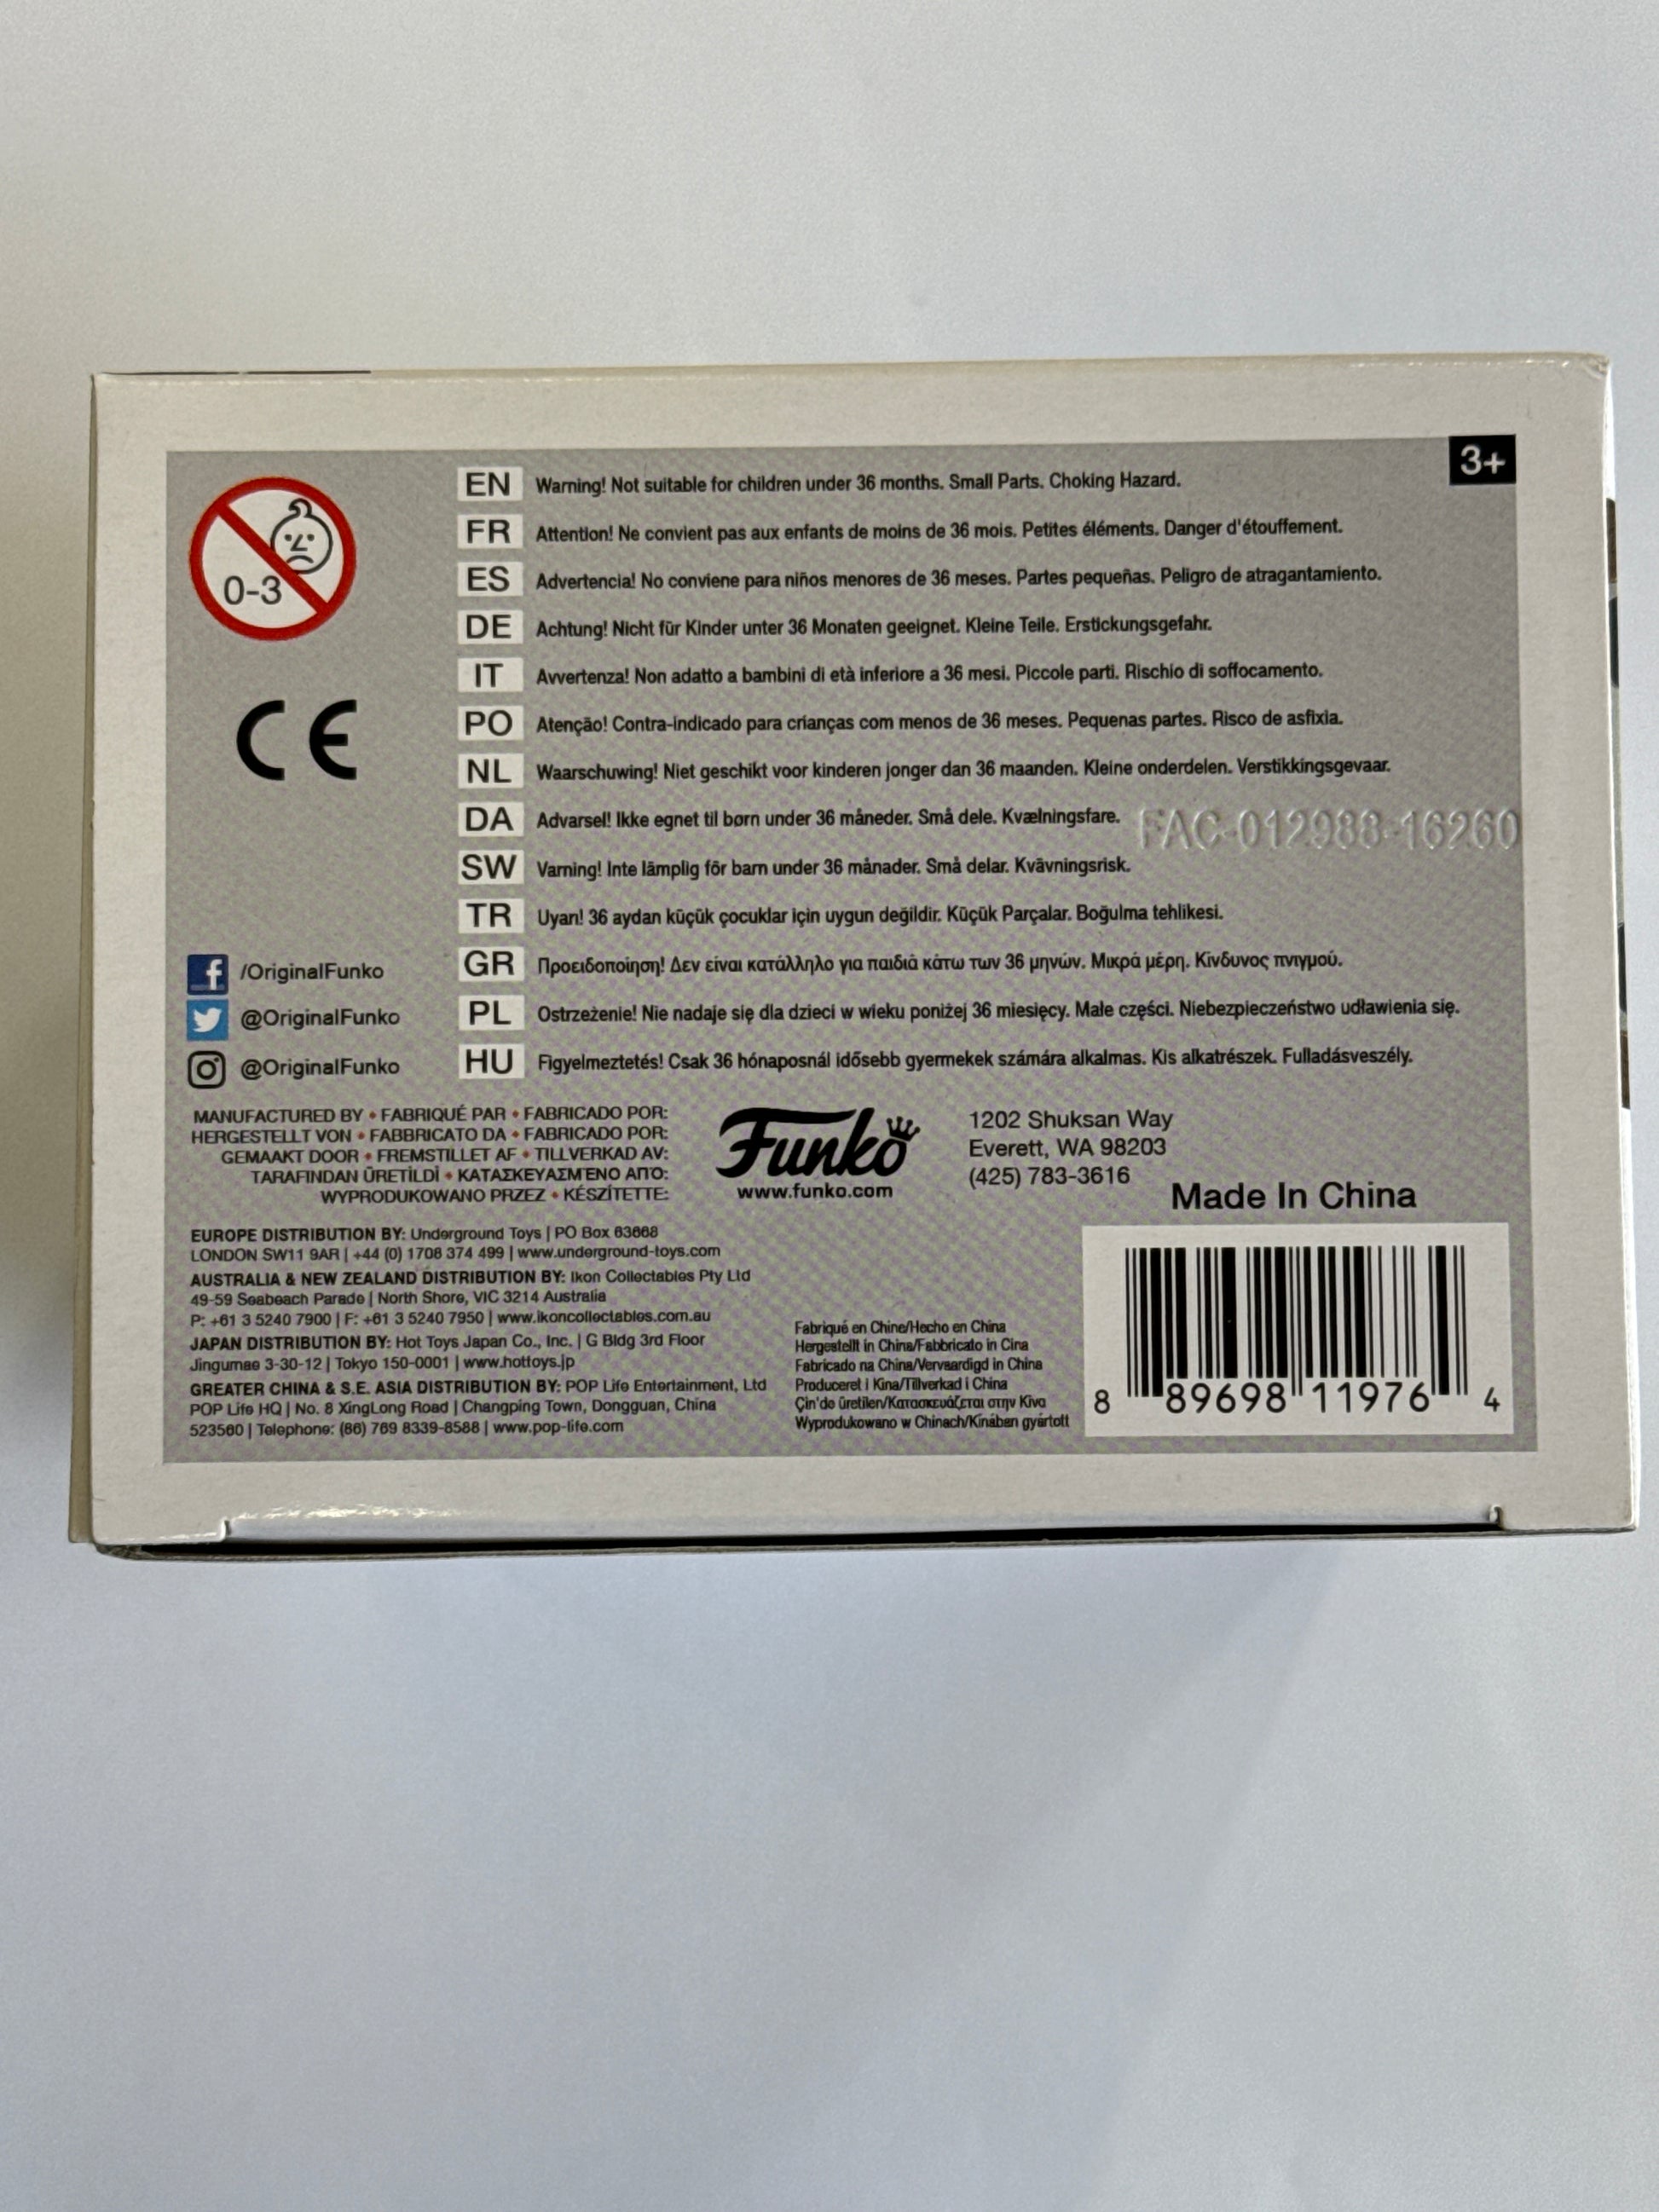 3+
0-3
EN Warning! Not suitable for children under 36 months. Small Parts. Choking Hazard.
FR Attention! Ne convient pas aux enfants de moins de 36 mois. Petites éléments. Danger d'étouffement.
ES Advertencia! No conviene para niños menores de 36 meses. Partes pequeñas. Peligro de atragantamiento.
DE Achtung! Nicht für Kinder unter 36 Monaten geeignet. Kleine Teile. Erstickungsgefahr.
IT Avvertenza! Non adatto a bambini di età inferiore a 36 mesi. Piccole parti. Rischio di soffocamento.
PO Atenção! Contra-indicado para crianças com menos de 36 meses. Pequenas partes. Risco de asfixia.
NL Waarschuwing! Niet geschikt voor kinderen jonger dan 36 maanden. Kleine onderdelen. Verstikkingsgevaar.
DA Advarsel! Ikke egnet til børn under 36 måneder. Små dele. Kvælningsfare.
FAC-012988-16260
SW Varning! Inte lämplig för barn under 36 månader. Små delar. Kvävningsrisk.
TR Uyarı! 36 aydan küçük çocuklar için uygun değildir. Küçük Parçalar. Boğulma tehlikesi.
GR Προειδοποίηση! Δεν είναι κατάλληλο για παιδιά κάτω των 36 μηνών. Μικρά μέρη. Κίνδυνος πνιγμού.
PL Ostrzeżenie! Nie nadaje się dla dzieci w wieku poniżej 36 miesięcy. Małe części. Niebezpieczeństwo udławienia się.
HU Figyelmeztetés! Csak 36 hónaposnál idősebb gyermekek számára alkalmas. Kis alkatrészek. Fulladásveszély.
CE
/OriginalFunko
@OriginalFunko
@OriginalFunko
MANUFACTURED BY • FABRIQUÉ PAR • FABRICADO POR:
HERGESTELLT VON • FABBRICATO DA • FABRICADO POR:
GEMAAKT DOOR • FREMSTILLET AF • TILLVERKAD AV:
TARAFINDAN ÜRETİLDİ • ΚΑΤΑΣΚΕΥΑΣΜΈΝΟ ΑΠΌ:
WYPRODUKOWANO PRZEZ • KÉSZÍTETTE:
Funko
www.funko.com
1202 Shuksan Way
Everett, WA 98203
(425) 783-3616
Made In China
EUROPE DISTRIBUTION BY: Underground Toys | PO Box 63668
LONDON SW11 9AR | +44 (0) 1708 374 499 | www.underground-toys.com
AUSTRALIA & NEW ZEALAND DISTRIBUTION BY: Ikon Collectables Pty Ltd
49-59 Seabeach Parade | North Shore, VIC 3214 Australia
P: +61 3 5240 7900 | F: +61 3 5240 7950 | www.ikoncollectables.com.au
JAPAN DISTRIBUTION BY: Hot Toys Japan Co., Inc. | G Bldg 3rd Floor
Jingumae 3-30-12 | Tokyo 150-0001 | www.hottoys.jp
GREATER CHINA & S.E. ASIA DISTRIBUTION BY: POP Life Entertainment, Ltd
POP Life HQ | No. 8 XingLong Road | Changping Town, Dongguan, China
523560 | Telephone: (86) 769 8339-8588 | www.pop-life.com
Fabriqué en Chine/Hecho en China
Hergestellt in China/Fabbricato in Cina
Fabricado na China/Vervaardigd in China
Produceret i Kina/Tillverkad i China
Çin'de üretilen/Κατασκευάζεται στην Κίνα
Wyprodukowano w Chinach/Kínában gyártott
8 89698 11976 4